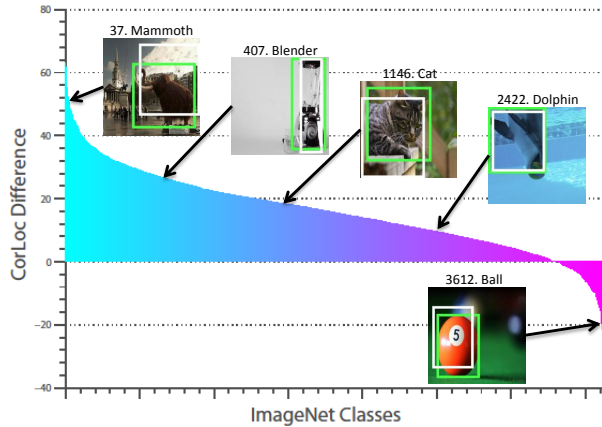 80
37. Mammoth
407. Blender
1146. Cat
2422. Dolphin
60
40
20
0
3612. Ball
5
−20
−40
CorLoc Difference
ImageNet Classes